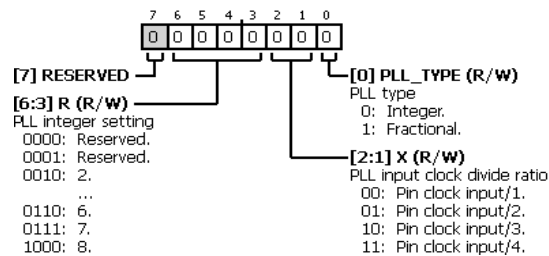 7 6 5 4 3 2 1 0
0 0 0 0 0 0 0 0
[7] RESERVED
[6:3] R (R/W)
PLL integer setting
0000: Reserved.
0001: Reserved.
0010: 2.
...
0110: 6.
0111: 7.
1000: 8.
[0] PLL_TYPE (R/W)
PLL type
0: Integer.
1: Fractional.
[2:1] X (R/W)
PLL input clock divide ratio
00: Pin clock input/1.
01: Pin clock input/2.
10: Pin clock input/3.
11: Pin clock input/4.